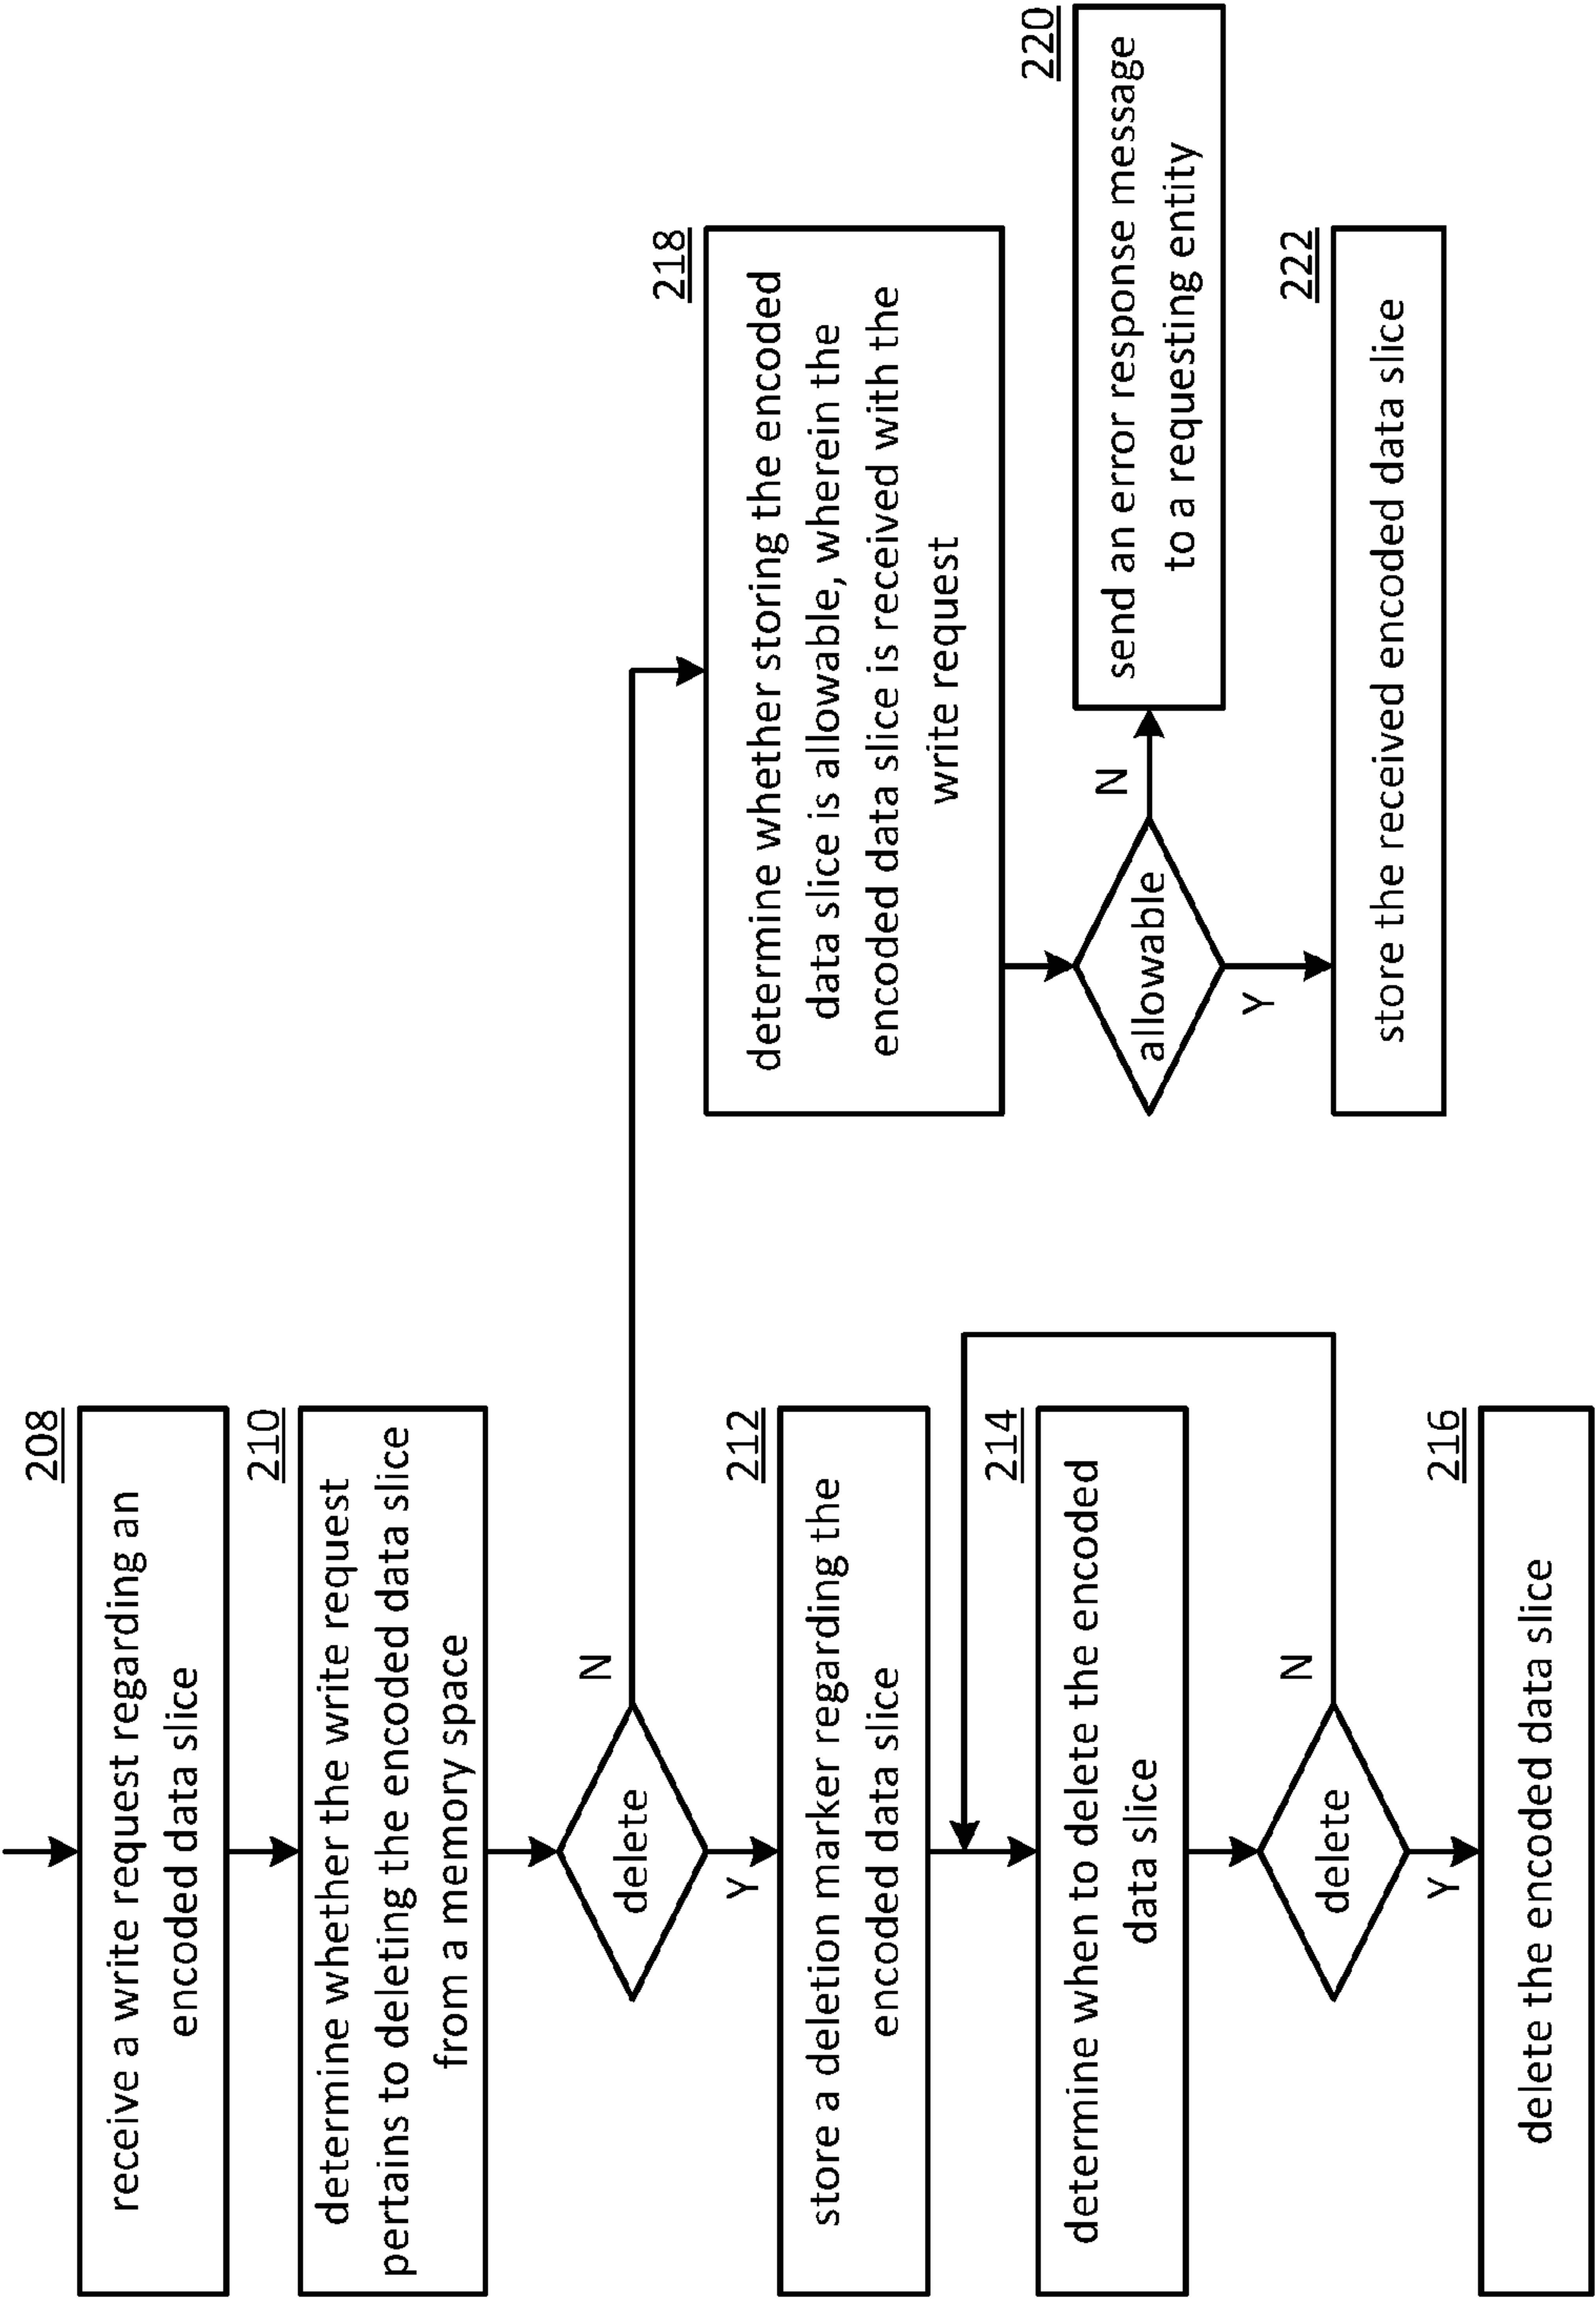 208
receive a write request regarding an
encoded data slice
210
determine whether the write request
pertains to deleting the encoded data slice
from a memory space
delete
N
Y
212
store a deletion marker regarding the
encoded data slice
214
determine when to delete the encoded
data slice
delete
N
Y
216
delete the encoded data slice
218
determine whether storing the encoded
data slice is allowable, wherein the
encoded data slice is received with the
write request
allowable
N
Y
220
send an error response message
to a requesting entity
222
store the received encoded data slice